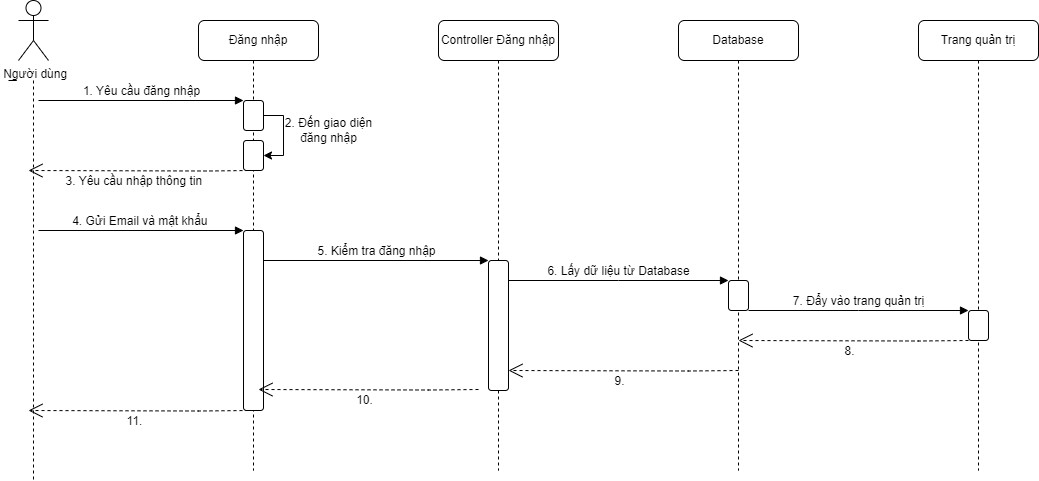 Người dùng
Đăng nhập
Controller Đăng nhập
Database
Trang quản trị
1. Yêu cầu đăng nhập
2. Đến giao diện
đăng nhập
3. Yêu cầu nhập thông tin
4. Gửi Email và mật khẩu
5. Kiểm tra đăng nhập
6. Lấy dữ liệu từ Database
7. Đẩy vào trang quản trị
8.
9.
10.
11.